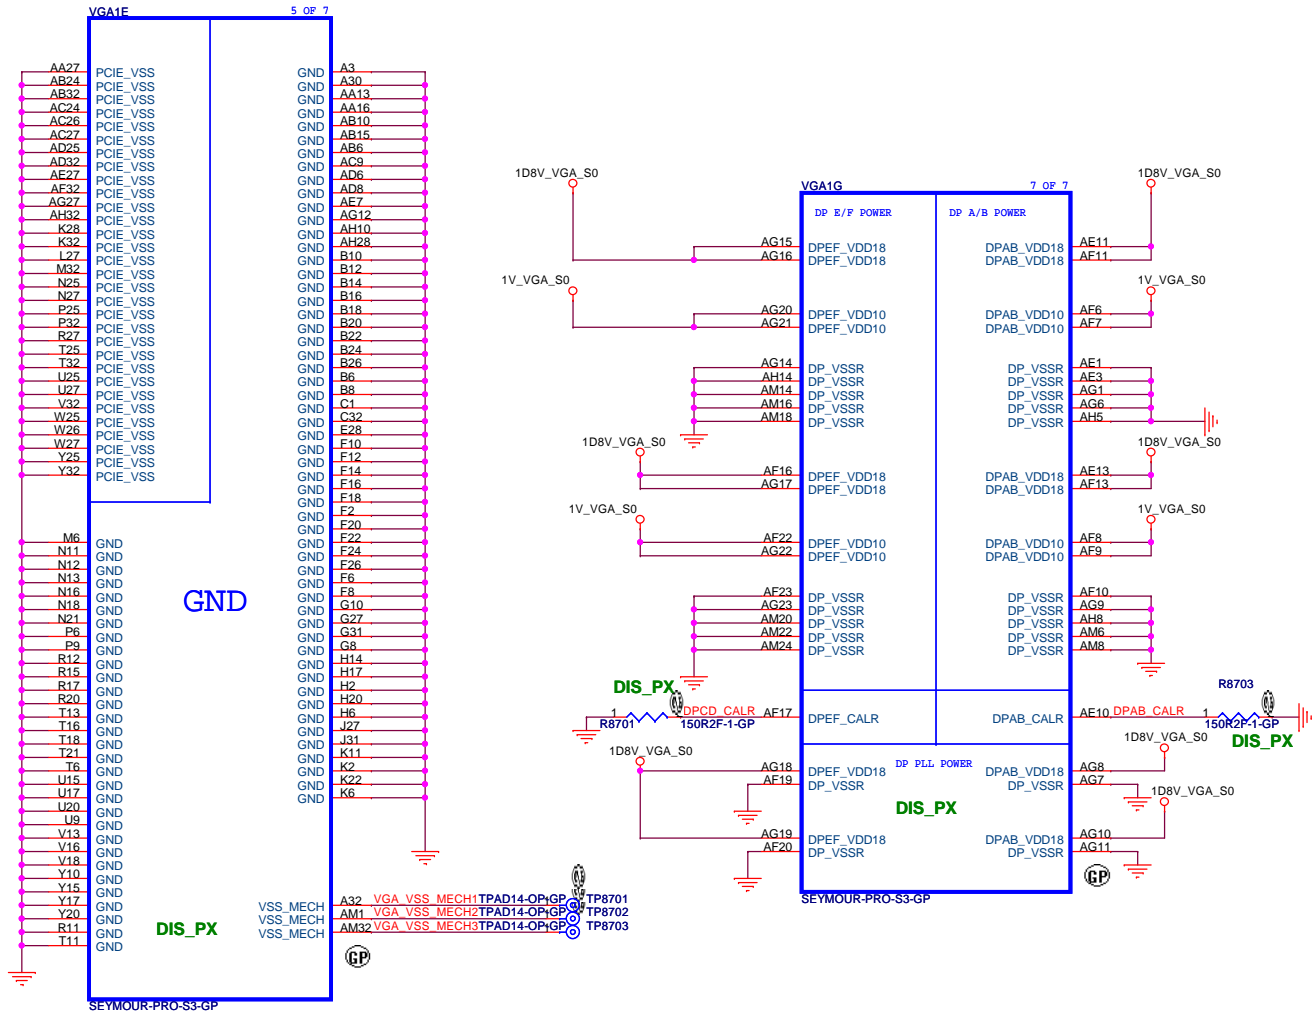 VGA1E 5 OF 7
AA27 PCIE_VSS GND A3
AB24 PCIE_VSS GND A30
AB32 PCIE_VSS GND AA13
AC24 PCIE_VSS GND AA16
AC26 PCIE_VSS GND AB10
AC27 PCIE_VSS GND AB15
AD25 PCIE_VSS GND AB6
AD32 PCIE_VSS GND AC9
AE27 PCIE_VSS GND AD6
AF32 PCIE_VSS GND AD8
AG27 PCIE_VSS GND AE7
AH32 PCIE_VSS GND AG12
K28 PCIE_VSS GND AH10
K32 PCIE_VSS GND AH28
L27 PCIE_VSS GND B10
M32 PCIE_VSS GND B12
N25 PCIE_VSS GND B14
N27 PCIE_VSS GND B16
P25 PCIE_VSS GND B18
P32 PCIE_VSS GND B20
R27 PCIE_VSS GND B22
T25 PCIE_VSS GND B24
T32 PCIE_VSS GND B26
U25 PCIE_VSS GND B6
U27 PCIE_VSS GND B8
V32 PCIE_VSS GND C1
W25 PCIE_VSS GND C32
W26 PCIE_VSS GND E28
W27 PCIE_VSS GND F10
Y25 PCIE_VSS GND F12
Y32 PCIE_VSS GND F14
GND F16
GND F18
GND F2
GND F20
M6 GND GND F22
N11 GND GND F24
N12 GND GND F26
N13 GND GND F6
N16 GND GND F8
N18 GND GND G10
N21 GND GND G27
P6 GND GND G31
P9 GND GND G8
R12 GND GND H14
R15 GND GND H17
R17 GND GND H2
R20 GND GND H20
T13 GND GND H6
T16 GND GND J27
T18 GND GND J31
T21 GND GND K11
T6 GND GND K2
U15 GND GND K22
U17 GND GND K6
U20 GND
U9 GND
V13 GND
V16 GND
V18 GND
Y10 GND
Y15 GND
Y17 GND VSS_MECH A32 VGA_VSS_MECH1 TPAD14-OP-GP TP8701
Y20 GND VSS_MECH AM1 VGA_VSS_MECH2 TPAD14-OP-GP TP8702
R11 GND VSS_MECH AM32 VGA_VSS_MECH3 TPAD14-OP-GP TP8703
T11 GND
GND
DIS_PX
GP
SEYMOUR-PRO-S3-GP
VGA1G 7 OF 7
DP E/F POWER DP A/B POWER
1D8V_VGA_S0 1D8V_VGA_S0
AG15 DPEF_VDD18 DPAB_VDD18 AE11
AG16 DPEF_VDD18 DPAB_VDD18 AF11
1V_VGA_S0 1V_VGA_S0
AG20 DPEF_VDD10 DPAB_VDD10 AF6
AG21 DPEF_VDD10 DPAB_VDD10 AF7
AG14 DP_VSSR DP_VSSR AE1
AH14 DP_VSSR DP_VSSR AE3
AM14 DP_VSSR DP_VSSR AG1
AM16 DP_VSSR DP_VSSR AG6
AM18 DP_VSSR DP_VSSR AH5
1D8V_VGA_S0 1D8V_VGA_S0
AF16 DPEF_VDD18 DPAB_VDD18 AE13
AG17 DPEF_VDD18 DPAB_VDD18 AF13
1V_VGA_S0 1V_VGA_S0
AF22 DPEF_VDD10 DPAB_VDD10 AF8
AG22 DPEF_VDD10 DPAB_VDD10 AF9
AF23 DP_VSSR DP_VSSR AF10
AG23 DP_VSSR DP_VSSR AG9
AM20 DP_VSSR DP_VSSR AH8
AM22 DP_VSSR DP_VSSR AM6
AM24 DP_VSSR DP_VSSR AM8
DIS_PX R8703
1 DPCD_CALR AF17 DPEF_CALR DPAB_CALR AE10 DPAB_CALR 1
R8701 150R2F-1-GP 150R2F-1-GP
DIS_PX
1D8V_VGA_S0 1D8V_VGA_S0
DP PLL POWER
AG18 DPEF_VDD18 DPAB_VDD18 AG8
AF19 DP_VSSR DP_VSSR AG7
1D8V_VGA_S0
DIS_PX
AG19 DPEF_VDD18 DPAB_VDD18 AG10
AF20 DP_VSSR DP_VSSR AG11
GP
SEYMOUR-PRO-S3-GP